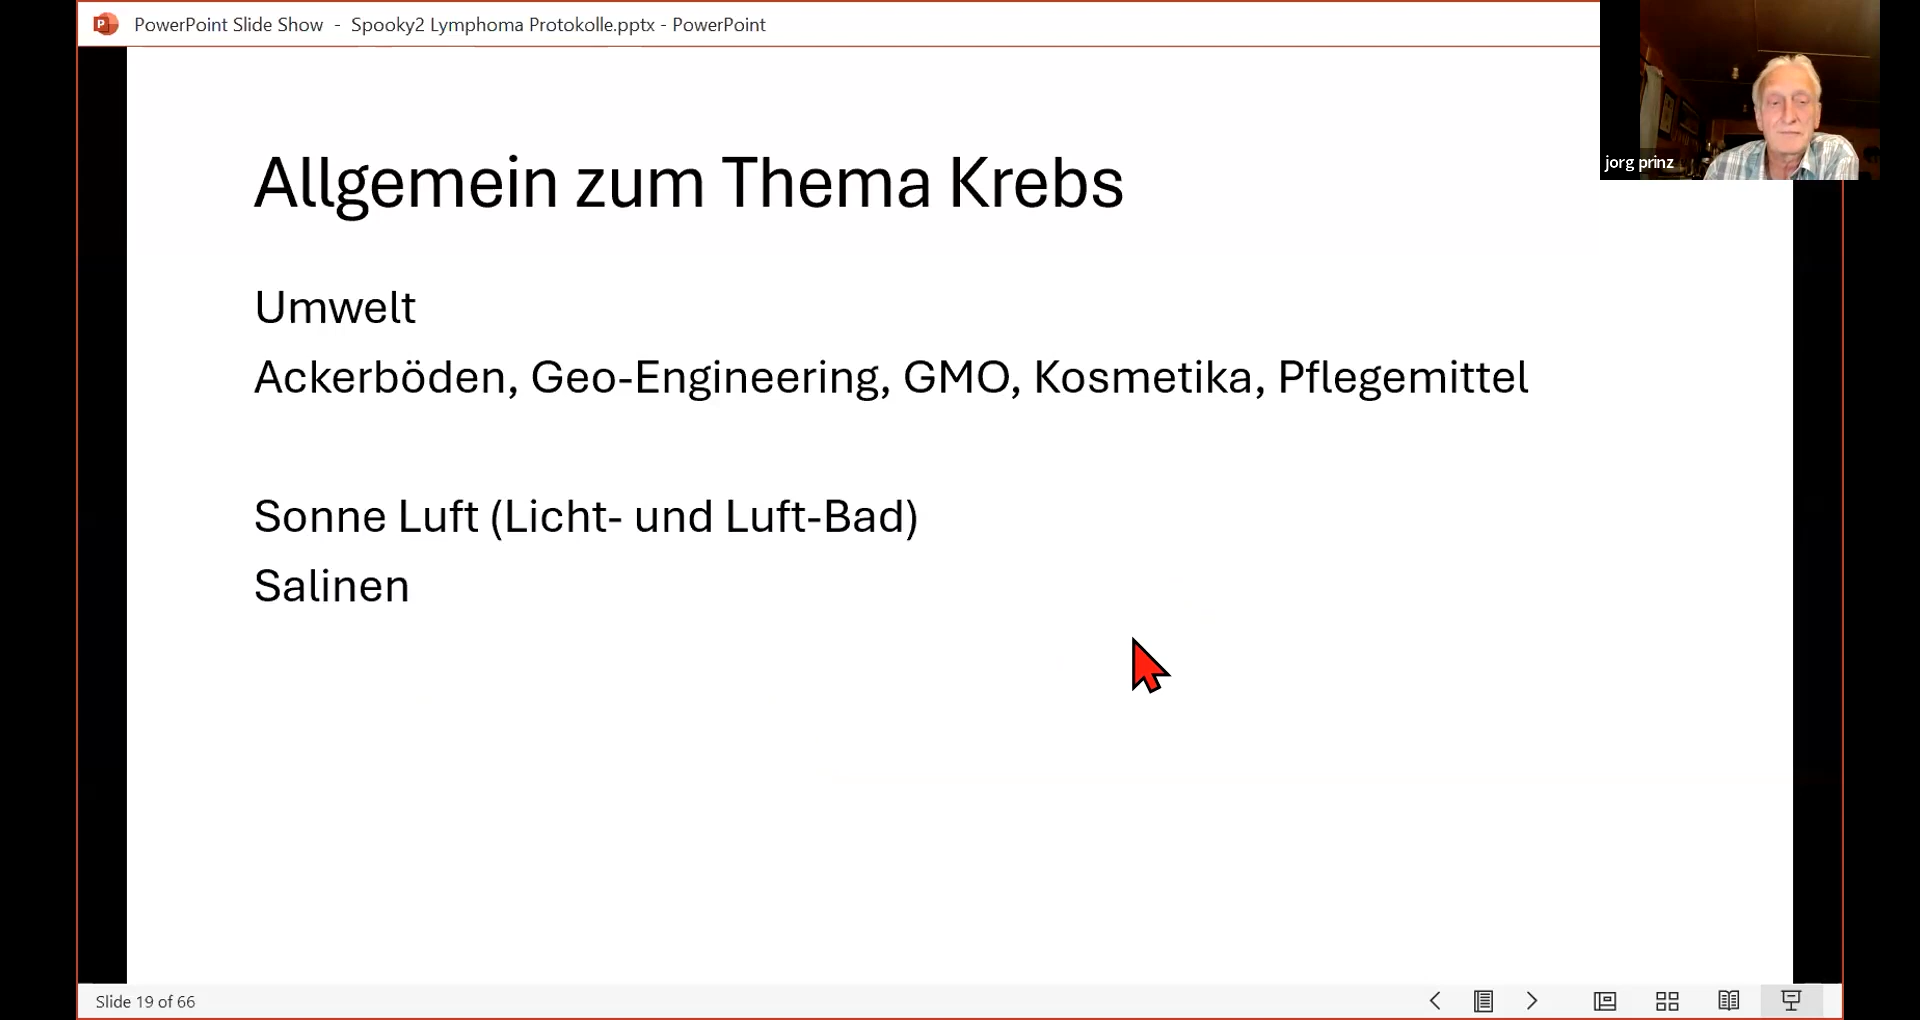 PowerPoint Slide Show - Spooky2 Lymphoma Protokolle.pptx - PowerPoint
jorg prinz
Allgemein zum Thema Krebs
Umwelt
Ackerböden, Geo-Engineering, GMO, Kosmetika, Pflegemittel
Sonne Luft (Licht- und Luft-Bad)
Salinen
Slide 19 of 66